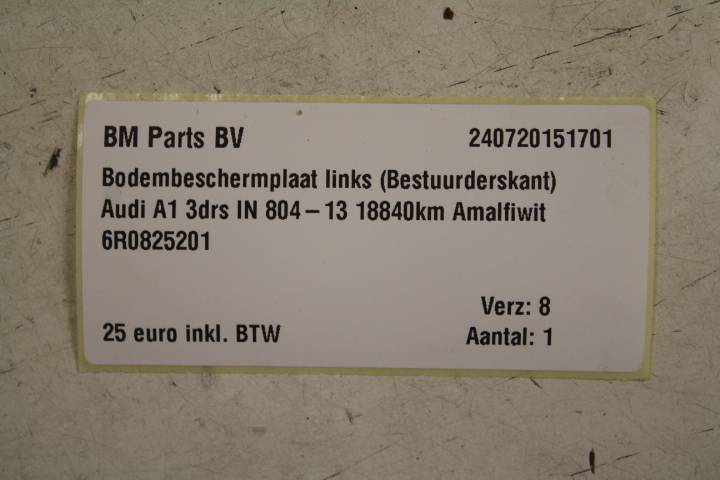 BM Parts BV 240720151701
Bodembeschermplaat links (Bestuurderskant)
Audi A1 3drs IN 804 – 13 18840km Amalfiwit
6R0825201
Verz: 8
25 euro inkl. BTW Aantal: 1